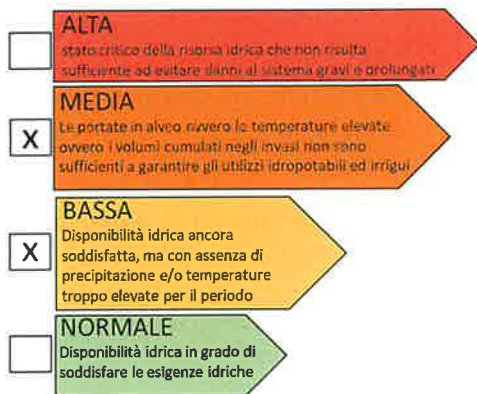 ALTA
stato critico della risorsa idrica che non risulta
sufficiente ad evitare danni al sistema gravi e prolungati
MEDIA
X
Le portate in alveo ovvero le temperature elevate
ovvero i volumi cumulati negli invasi non sono
sufficienti a garantire gli utilizzi idropotabili ed irrigui
BASSA
X
Disponibilità idrica ancora
soddisfatta, ma con assenza di
precipitazione e/o temperature
troppo elevate per il periodo
NORMALE
Disponibilità idrica in grado di
soddisfare le esigenze idriche